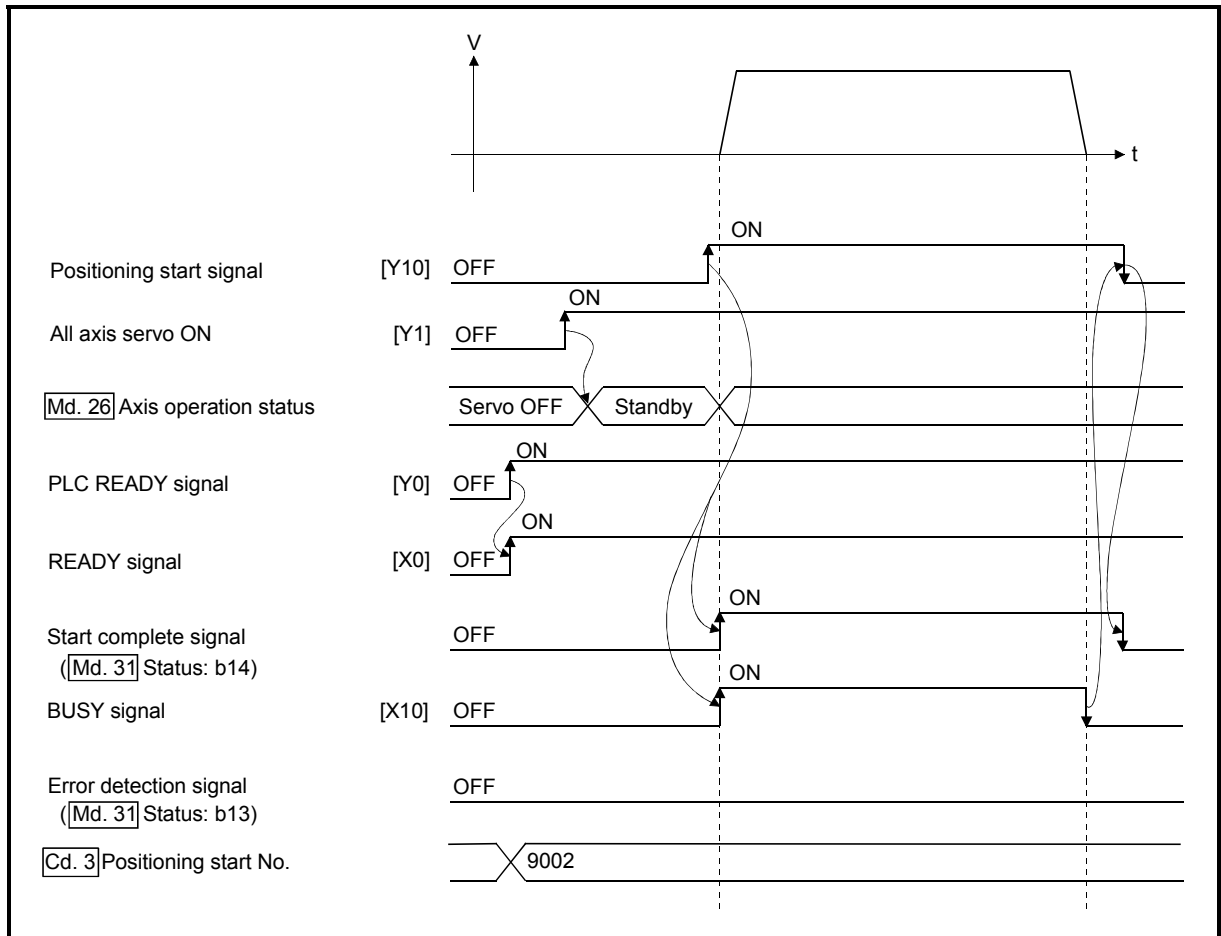 V
t
ON
Positioning start signal [Y10] OFF
ON
All axis servo ON [Y1] OFF
Md. 26 Axis operation status Servo OFF Standby
ON
PLC READY signal [Y0] OFF
ON
READY signal [X0] OFF
ON
Start complete signal OFF
( Md. 31 Status: b14)
ON
BUSY signal [X10] OFF
Error detection signal OFF
( Md. 31 Status: b13)
Cd. 3 Positioning start No. 9002